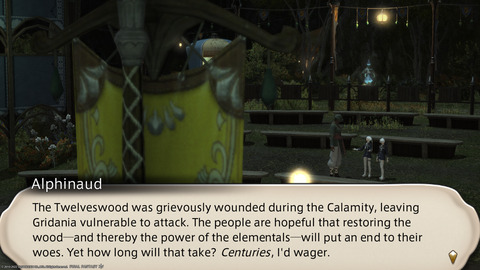 Alphinaud
The Twelveswood was grievously wounded during the Calamity, leaving
Gridania vulnerable to attack. The people are hopeful that restoring the
wood—and thereby the power of the elementals—will put an end to their
woes. Yet how long will that take? Centuries, I'd wager.